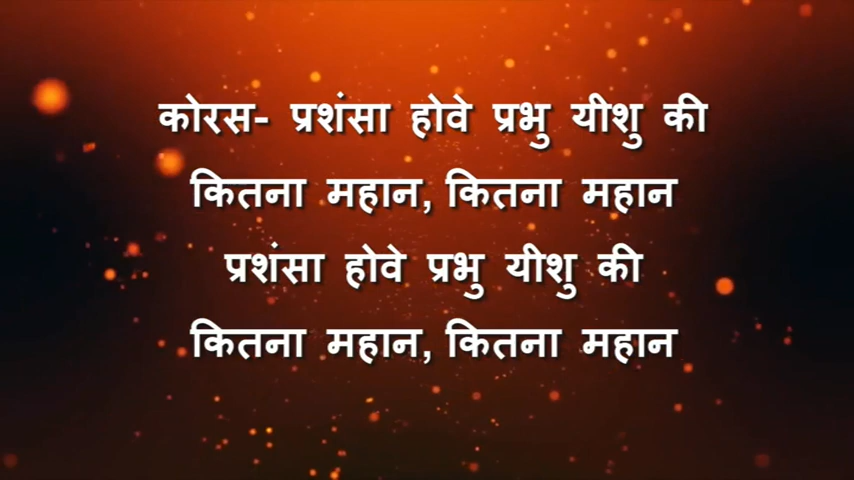 कोरस- प्रशंसा होवे प्रभु यीशु की
कितना महान, कितना महान
प्रशंसा होवे प्रभु यीशु की
कितना महान, कितना महान